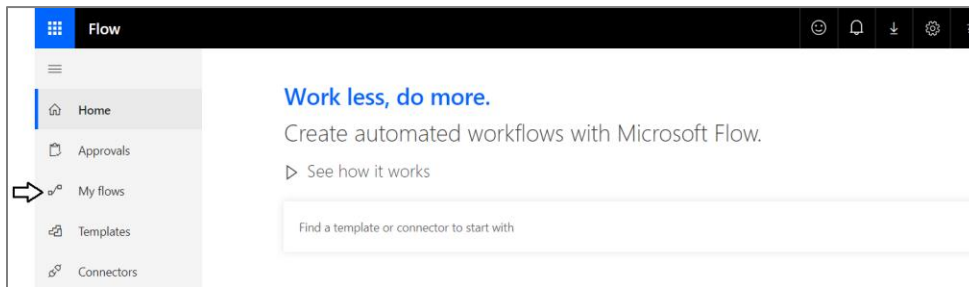 Flow
Home
Approvals
My flows
Templates
Connectors
Work less, do more.
Create automated workflows with Microsoft Flow.
See how it works
Find a template or connector to start with